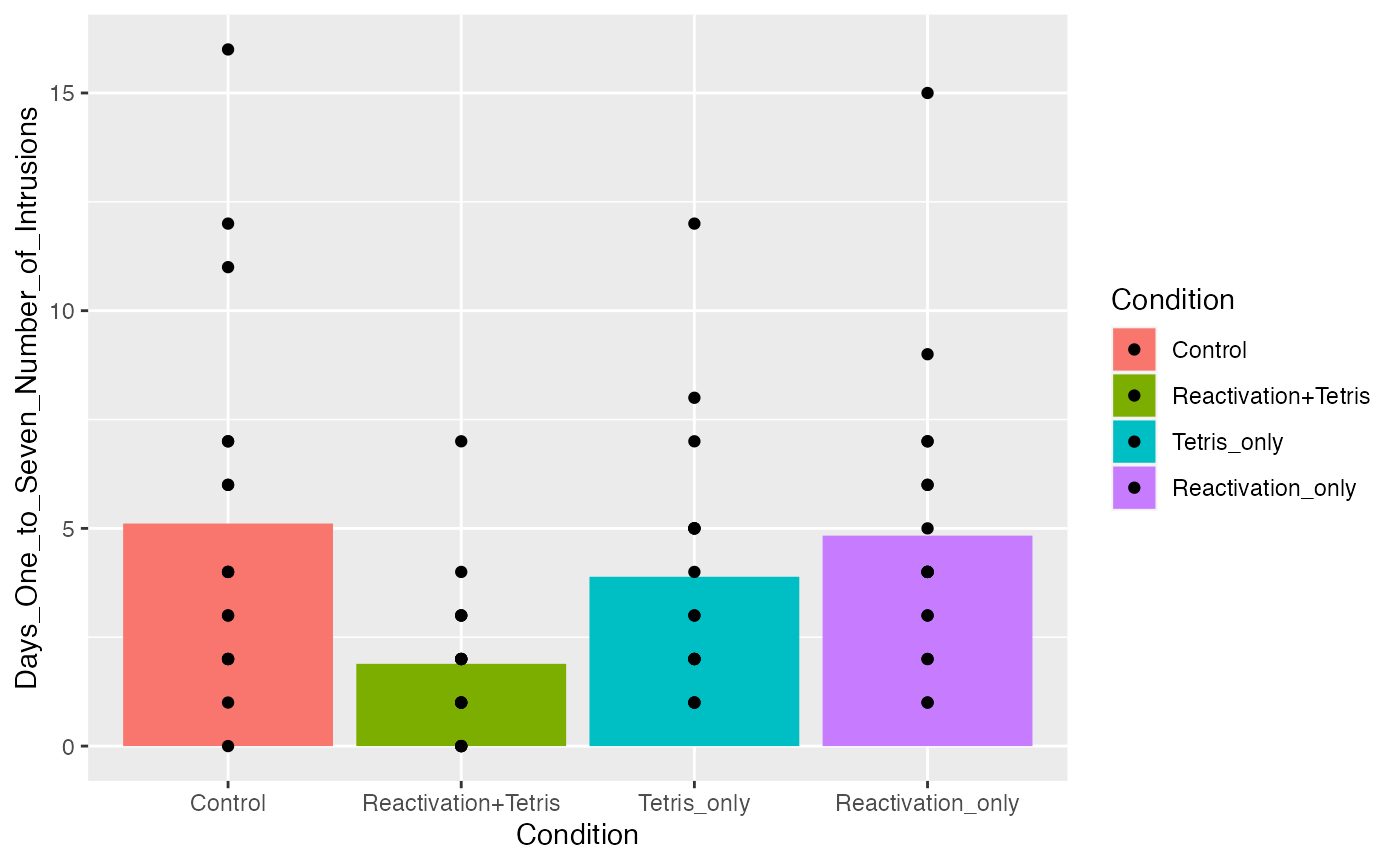 Days_One_to_Seven_Number_of_Intrusions
15
10
5
0
Control
Reactivation+Tetris
Tetris_only
Reactivation_only
Condition
Condition
Control
Reactivation+Tetris
Tetris_only
Reactivation_only